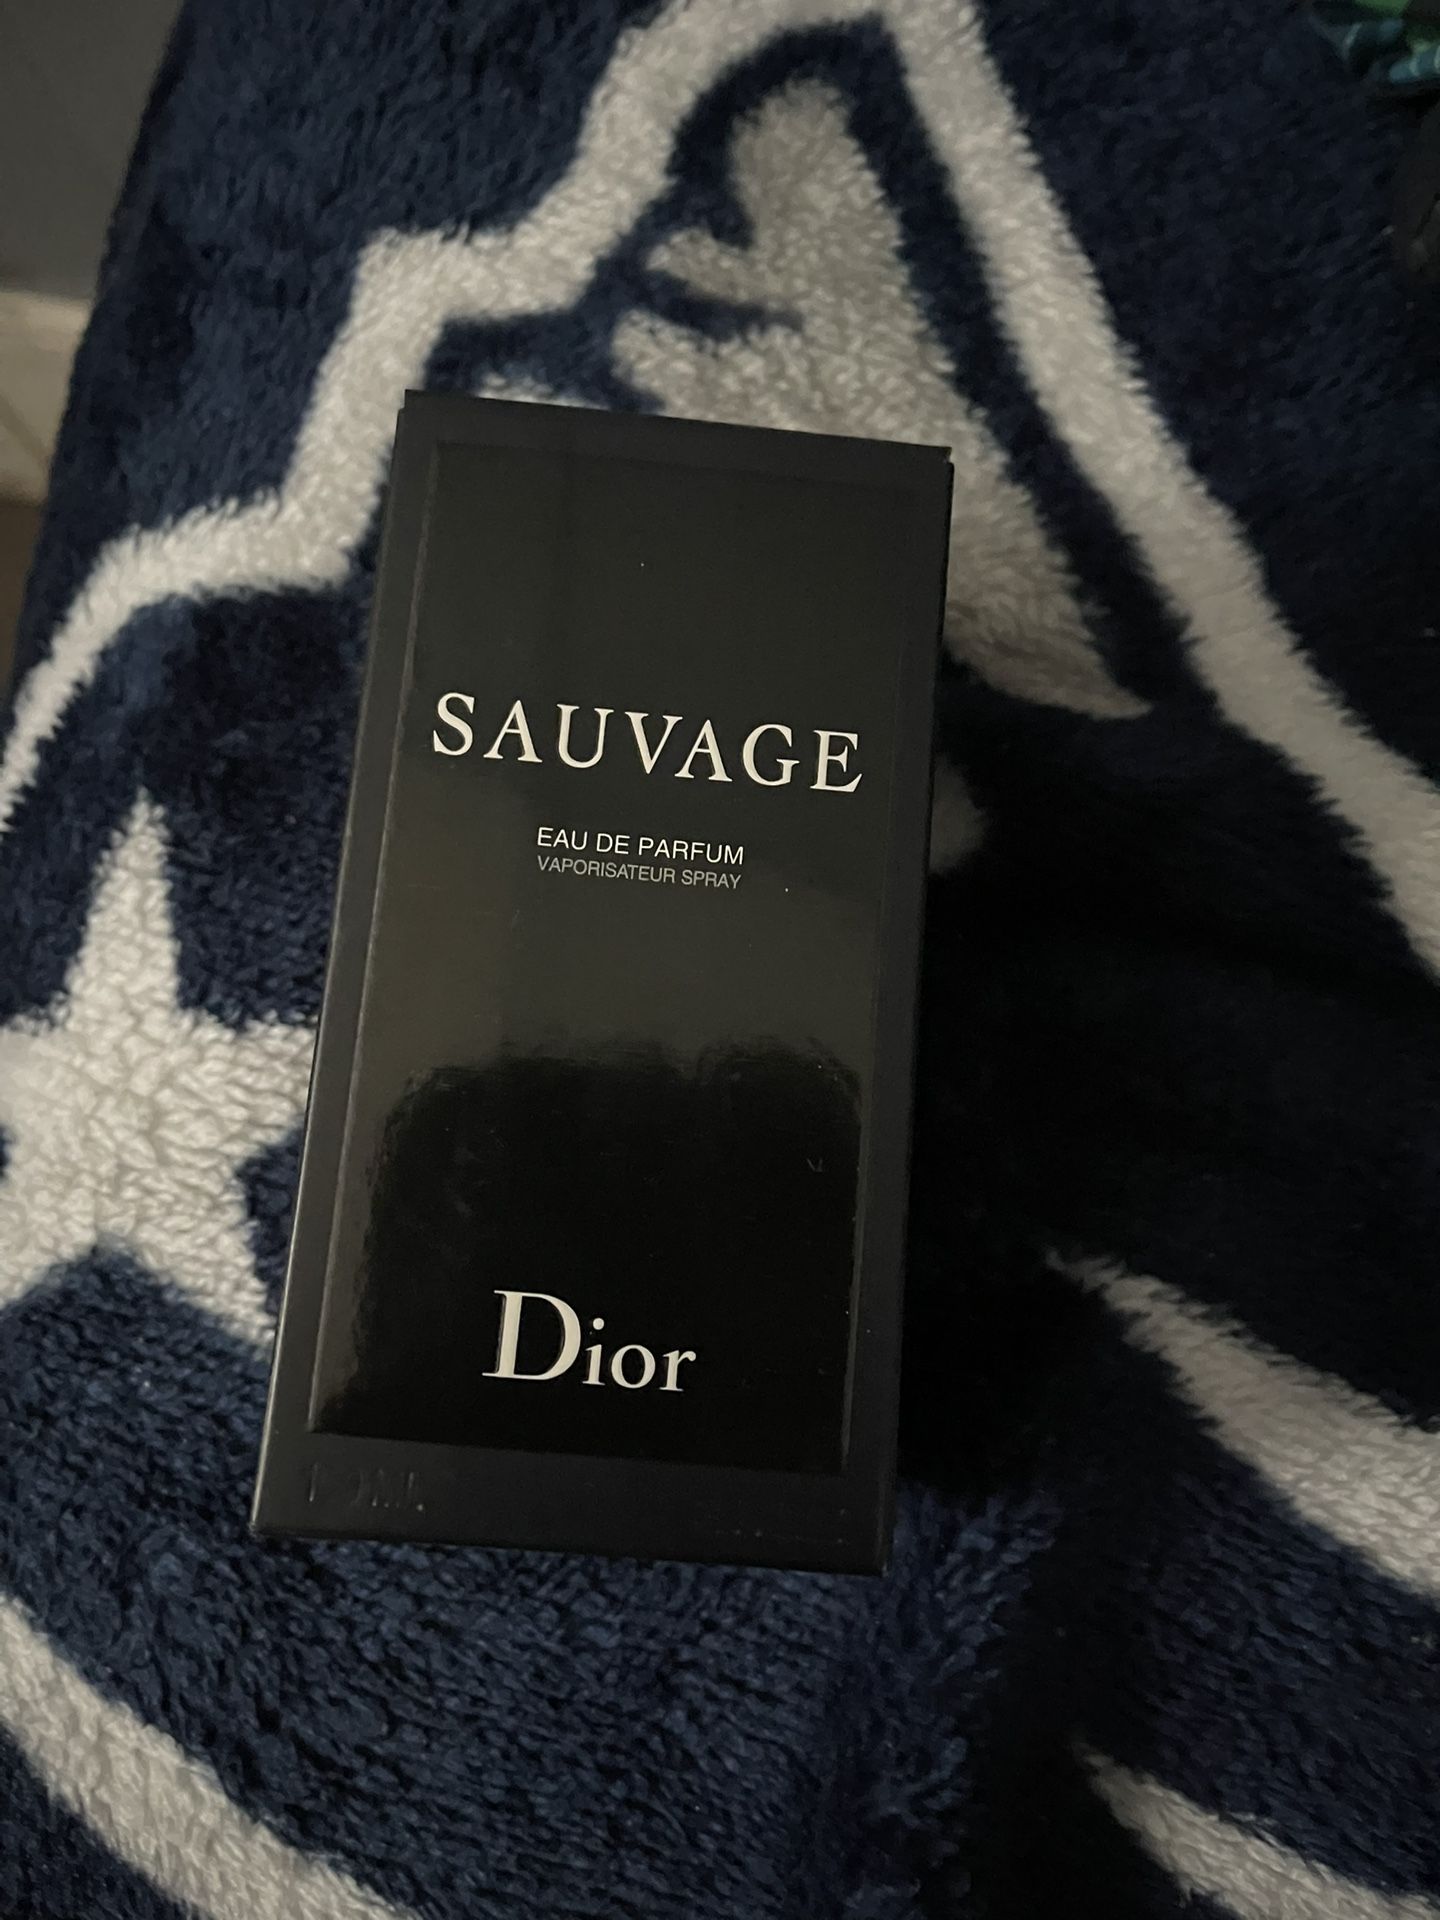 SAUVAGE
EAU DE PARFUM
VAPORISATEUR SPRAY
Dior